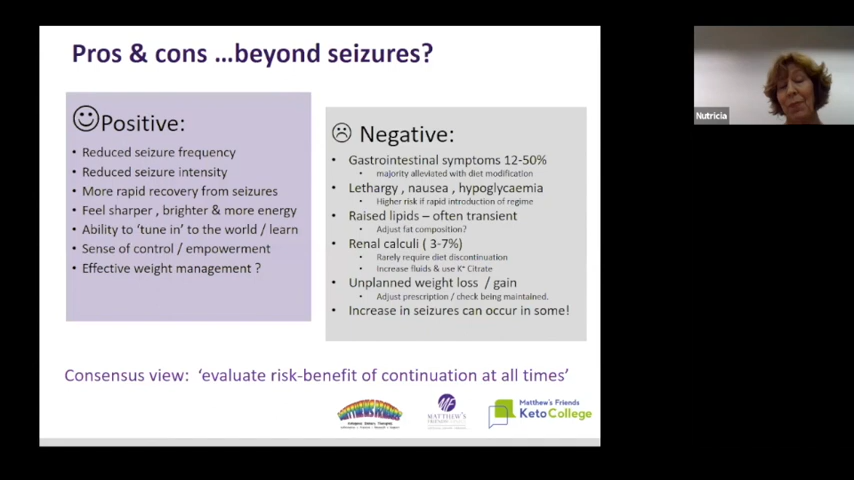 Pros & cons ...beyond seizures?
Positive:
• Reduced seizure frequency
• Reduced seizure intensity
• More rapid recovery from seizures
• Feel sharper , brighter & more energy
• Ability to 'tune in' to the world / learn
• Sense of control / empowerment
• Effective weight management ?
Negative:
• Gastrointestinal symptoms 12-50%
• majority alleviated with diet modification
• Lethargy , nausea , hypoglycaemia
• Higher risk if rapid introduction of regime
• Raised lipids – often transient
• Adjust fat composition?
• Renal calculi ( 3-7%)
• Rarely require diet discontinuation
• Increase fluids & use K⁺ Citrate
• Unplanned weight loss / gain
• Adjust prescription / check being maintained.
• Increase in seizures can occur in some!
Consensus view: 'evaluate risk-benefit of continuation at all times'
MATTHEW'S FRIENDS
MATTHEW'S
FRIENDS
Matthew's Friends
KetoCollege
Nutricia